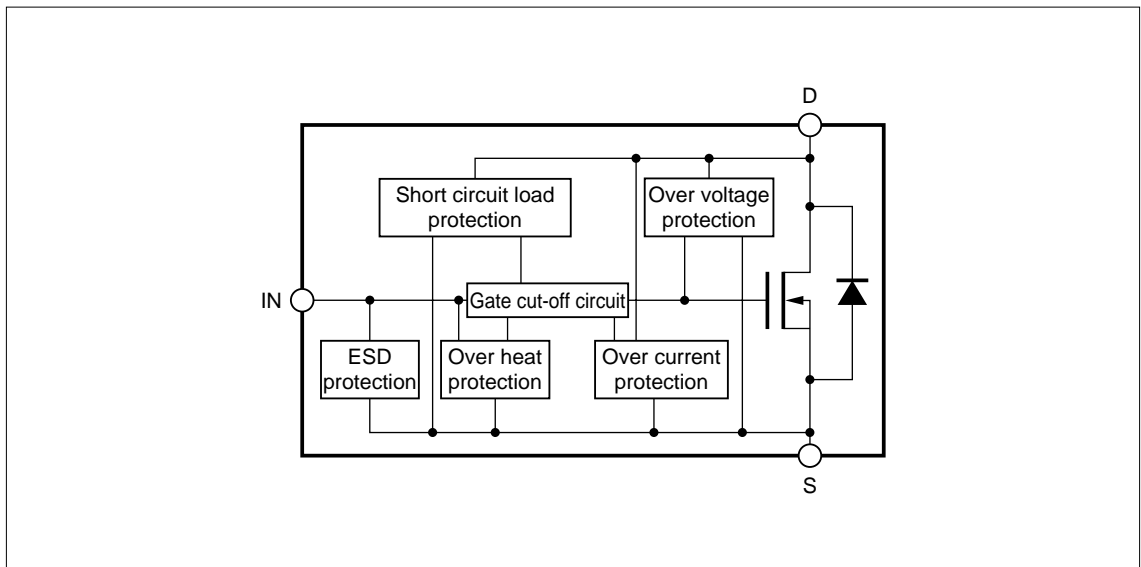 D
Short circuit load
protection
Over voltage
protection
IN
Gate cut-off circuit
ESD
protection
Over heat
protection
Over current
protection
S